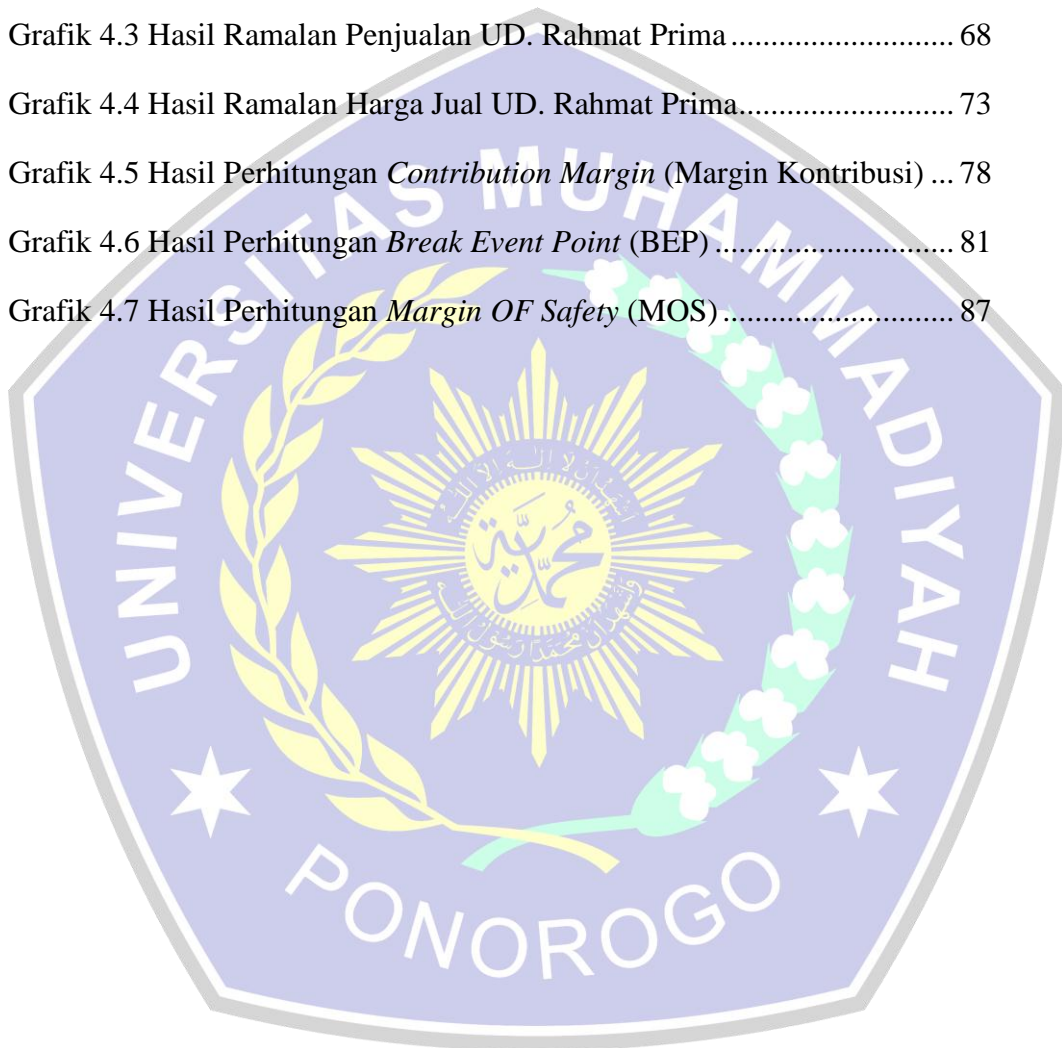 Grafik 4.3 Hasil Ramalan Penjualan UD. Rahmat Prima .......................... 68
Grafik 4.4 Hasil Ramalan Harga Jual UD. Rahmat Prima......................... 73
Grafik 4.5 Hasil Perhitungan Contribution Margin (Margin Kontribusi) ... 78
Grafik 4.6 Hasil Perhitungan Break Event Point (BEP) ............................ 81
Grafik 4.7 Hasil Perhitungan Margin OF Safety (MOS) ........................... 87
UNIVERSITAS MUHAMMADIYAH
محمدية
PONOROGO